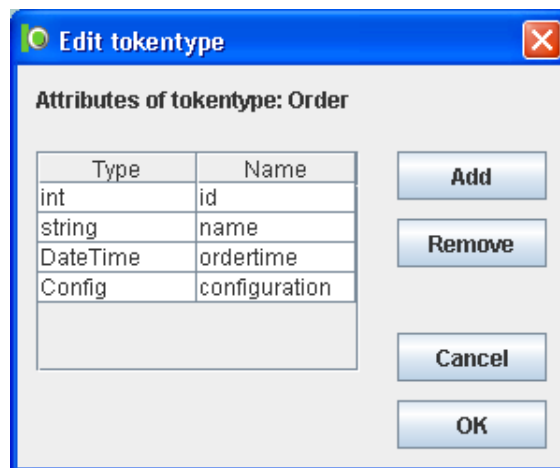 Edit tokentype
Attributes of tokentype: Order
Type Name
int id
string name
DateTime ordertime
Config configuration
Add
Remove
Cancel
OK